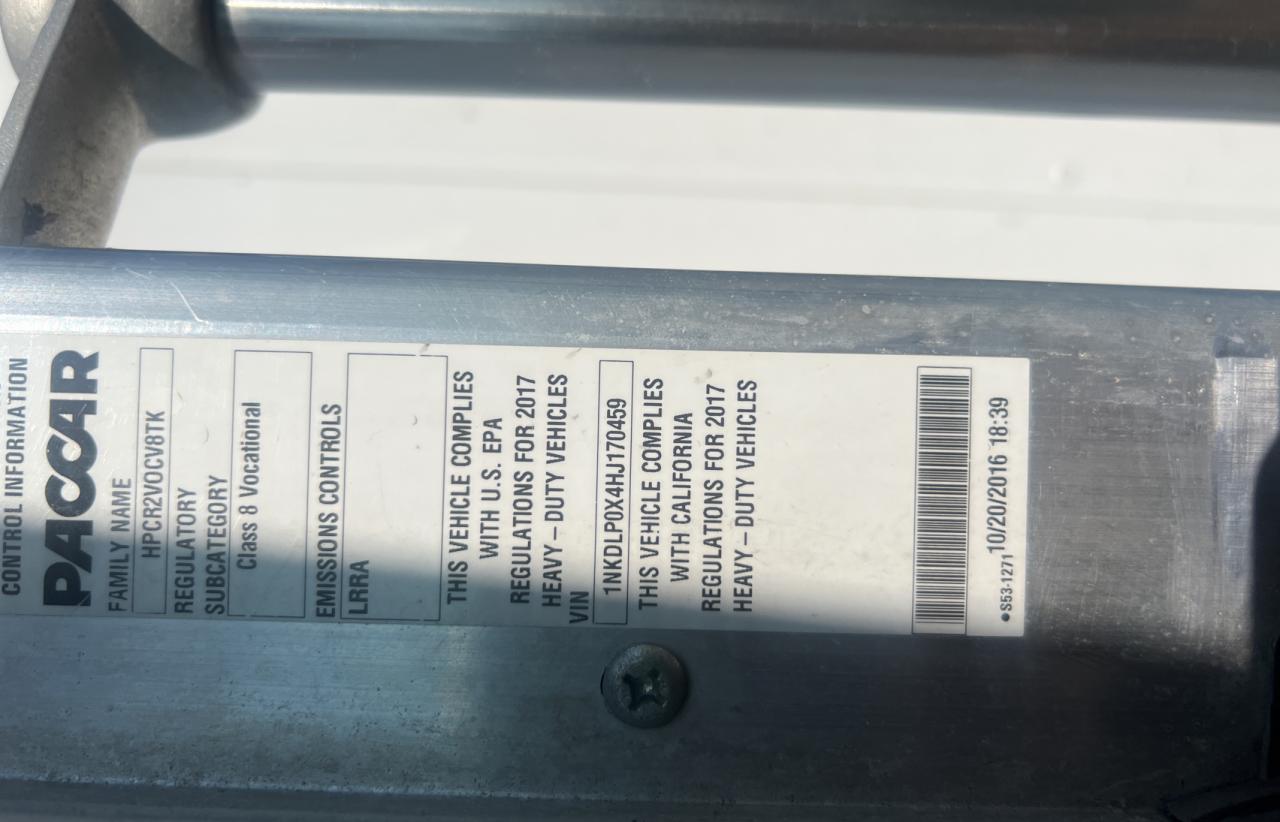 CONTROL INFORMATION
PACCAR
FAMILY NAME
HPCR2VOCV8TK
REGULATORY
SUBCATEGORY
Class 8 Vocational
EMISSIONS CONTROLS
LRRA
THIS VEHICLE COMPLIES
WITH U.S. EPA
REGULATIONS FOR 2017
HEAVY – DUTY VEHICLES
VIN
1NKDLP0X4HJ170459
THIS VEHICLE COMPLIES
WITH CALIFORNIA
REGULATIONS FOR 2017
HEAVY – DUTY VEHICLES
•S53-1271 10/20/2016 18:39